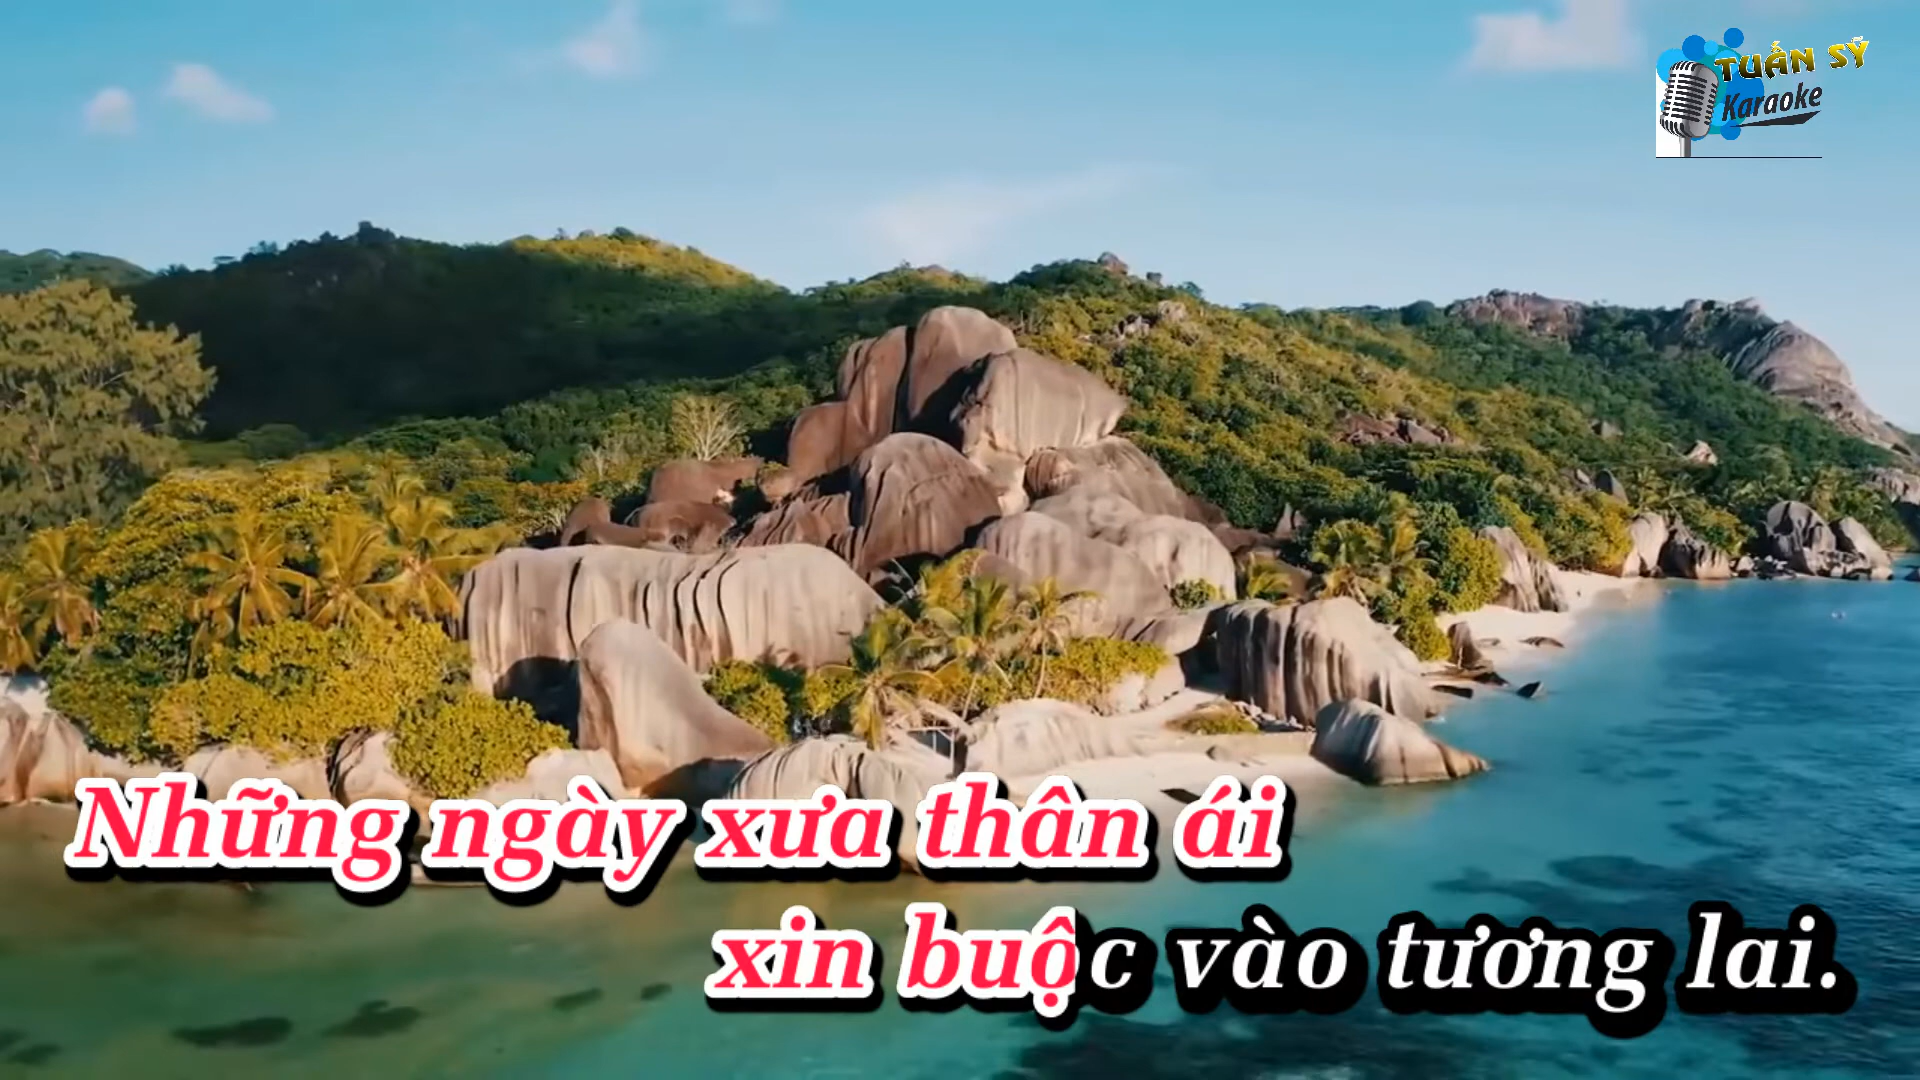 TUẤN SỸ
Karaoke
Những ngày xưa thân ái
xin buộc vào tương lai.